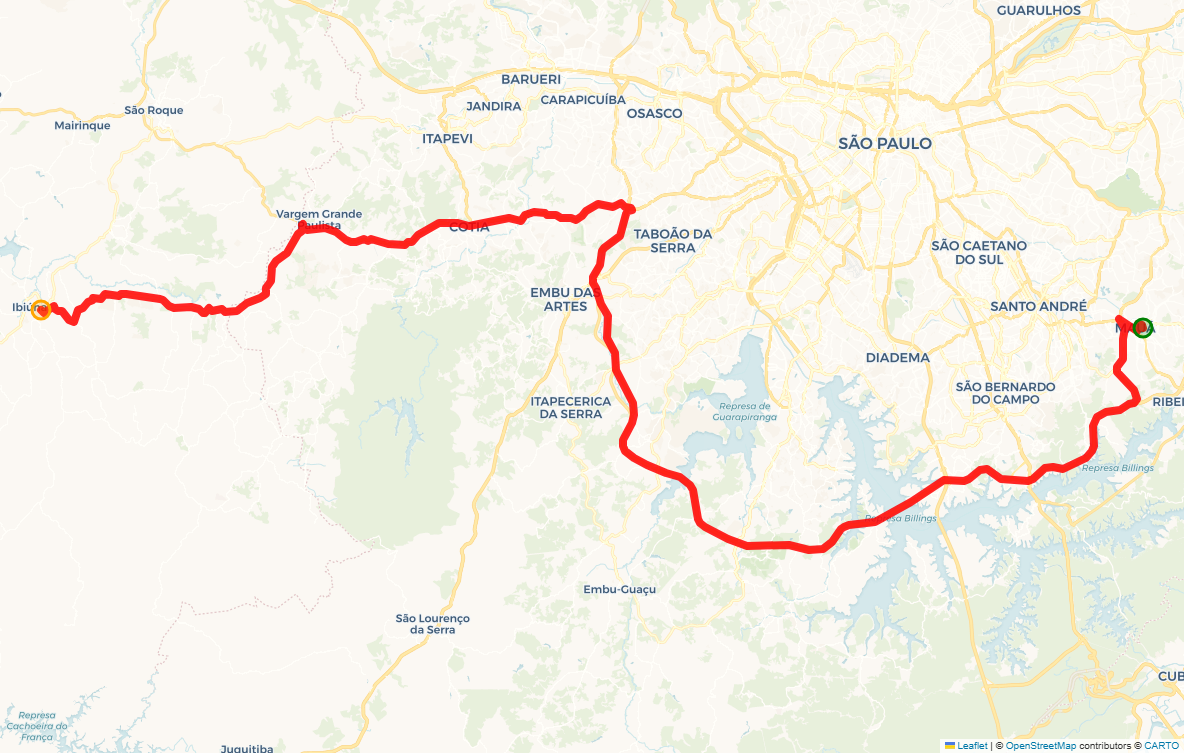 GUARULHOS
BARUERI
CARAPICUÍBA
JANDIRA
São Roque
OSASCO
Mairinque
ITAPEVI
SÃO PAULO
Vargem Grande
Paulista
COTIA
TABOÃO DA
SERRA
SÃO CAETANO
DO SUL
EMBU DAS
ARTES
Ibiúna
SANTO ANDRÉ
MAUÁ
DIADEMA
SÃO BERNARDO
DO CAMPO
ITAPECERICA
DA SERRA
Represa de
Guarapiranga
RIBEI
Represa Billings
Represa Billings
Embu-Guaçu
São Lourenço
da Serra
CUB
Represa
Cachoeira do
França
Juquitiba
Leaflet | © OpenStreetMap contributors © CARTO